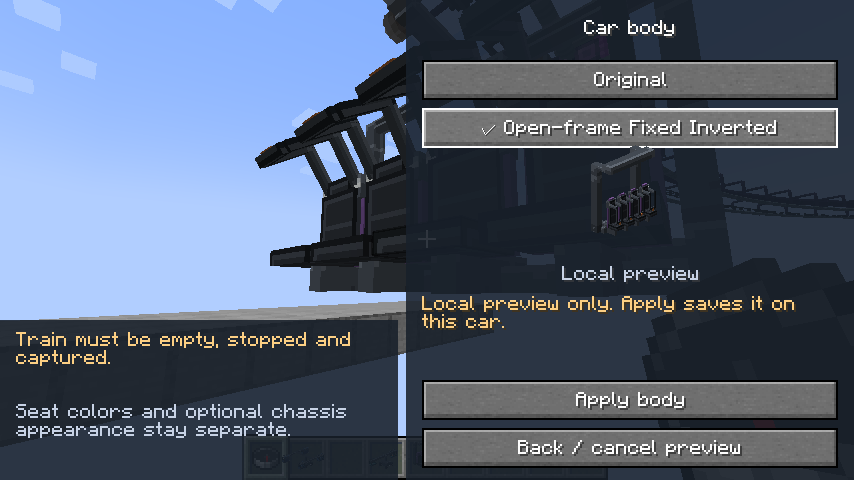 Car body
Original
✓ Open-frame Fixed Inverted
Local preview
Local preview only. Apply saves it on
this car.
Train must be empty, stopped and
captured.
Seat colors and optional chassis
appearance stay separate.
Apply body
Back / cancel preview